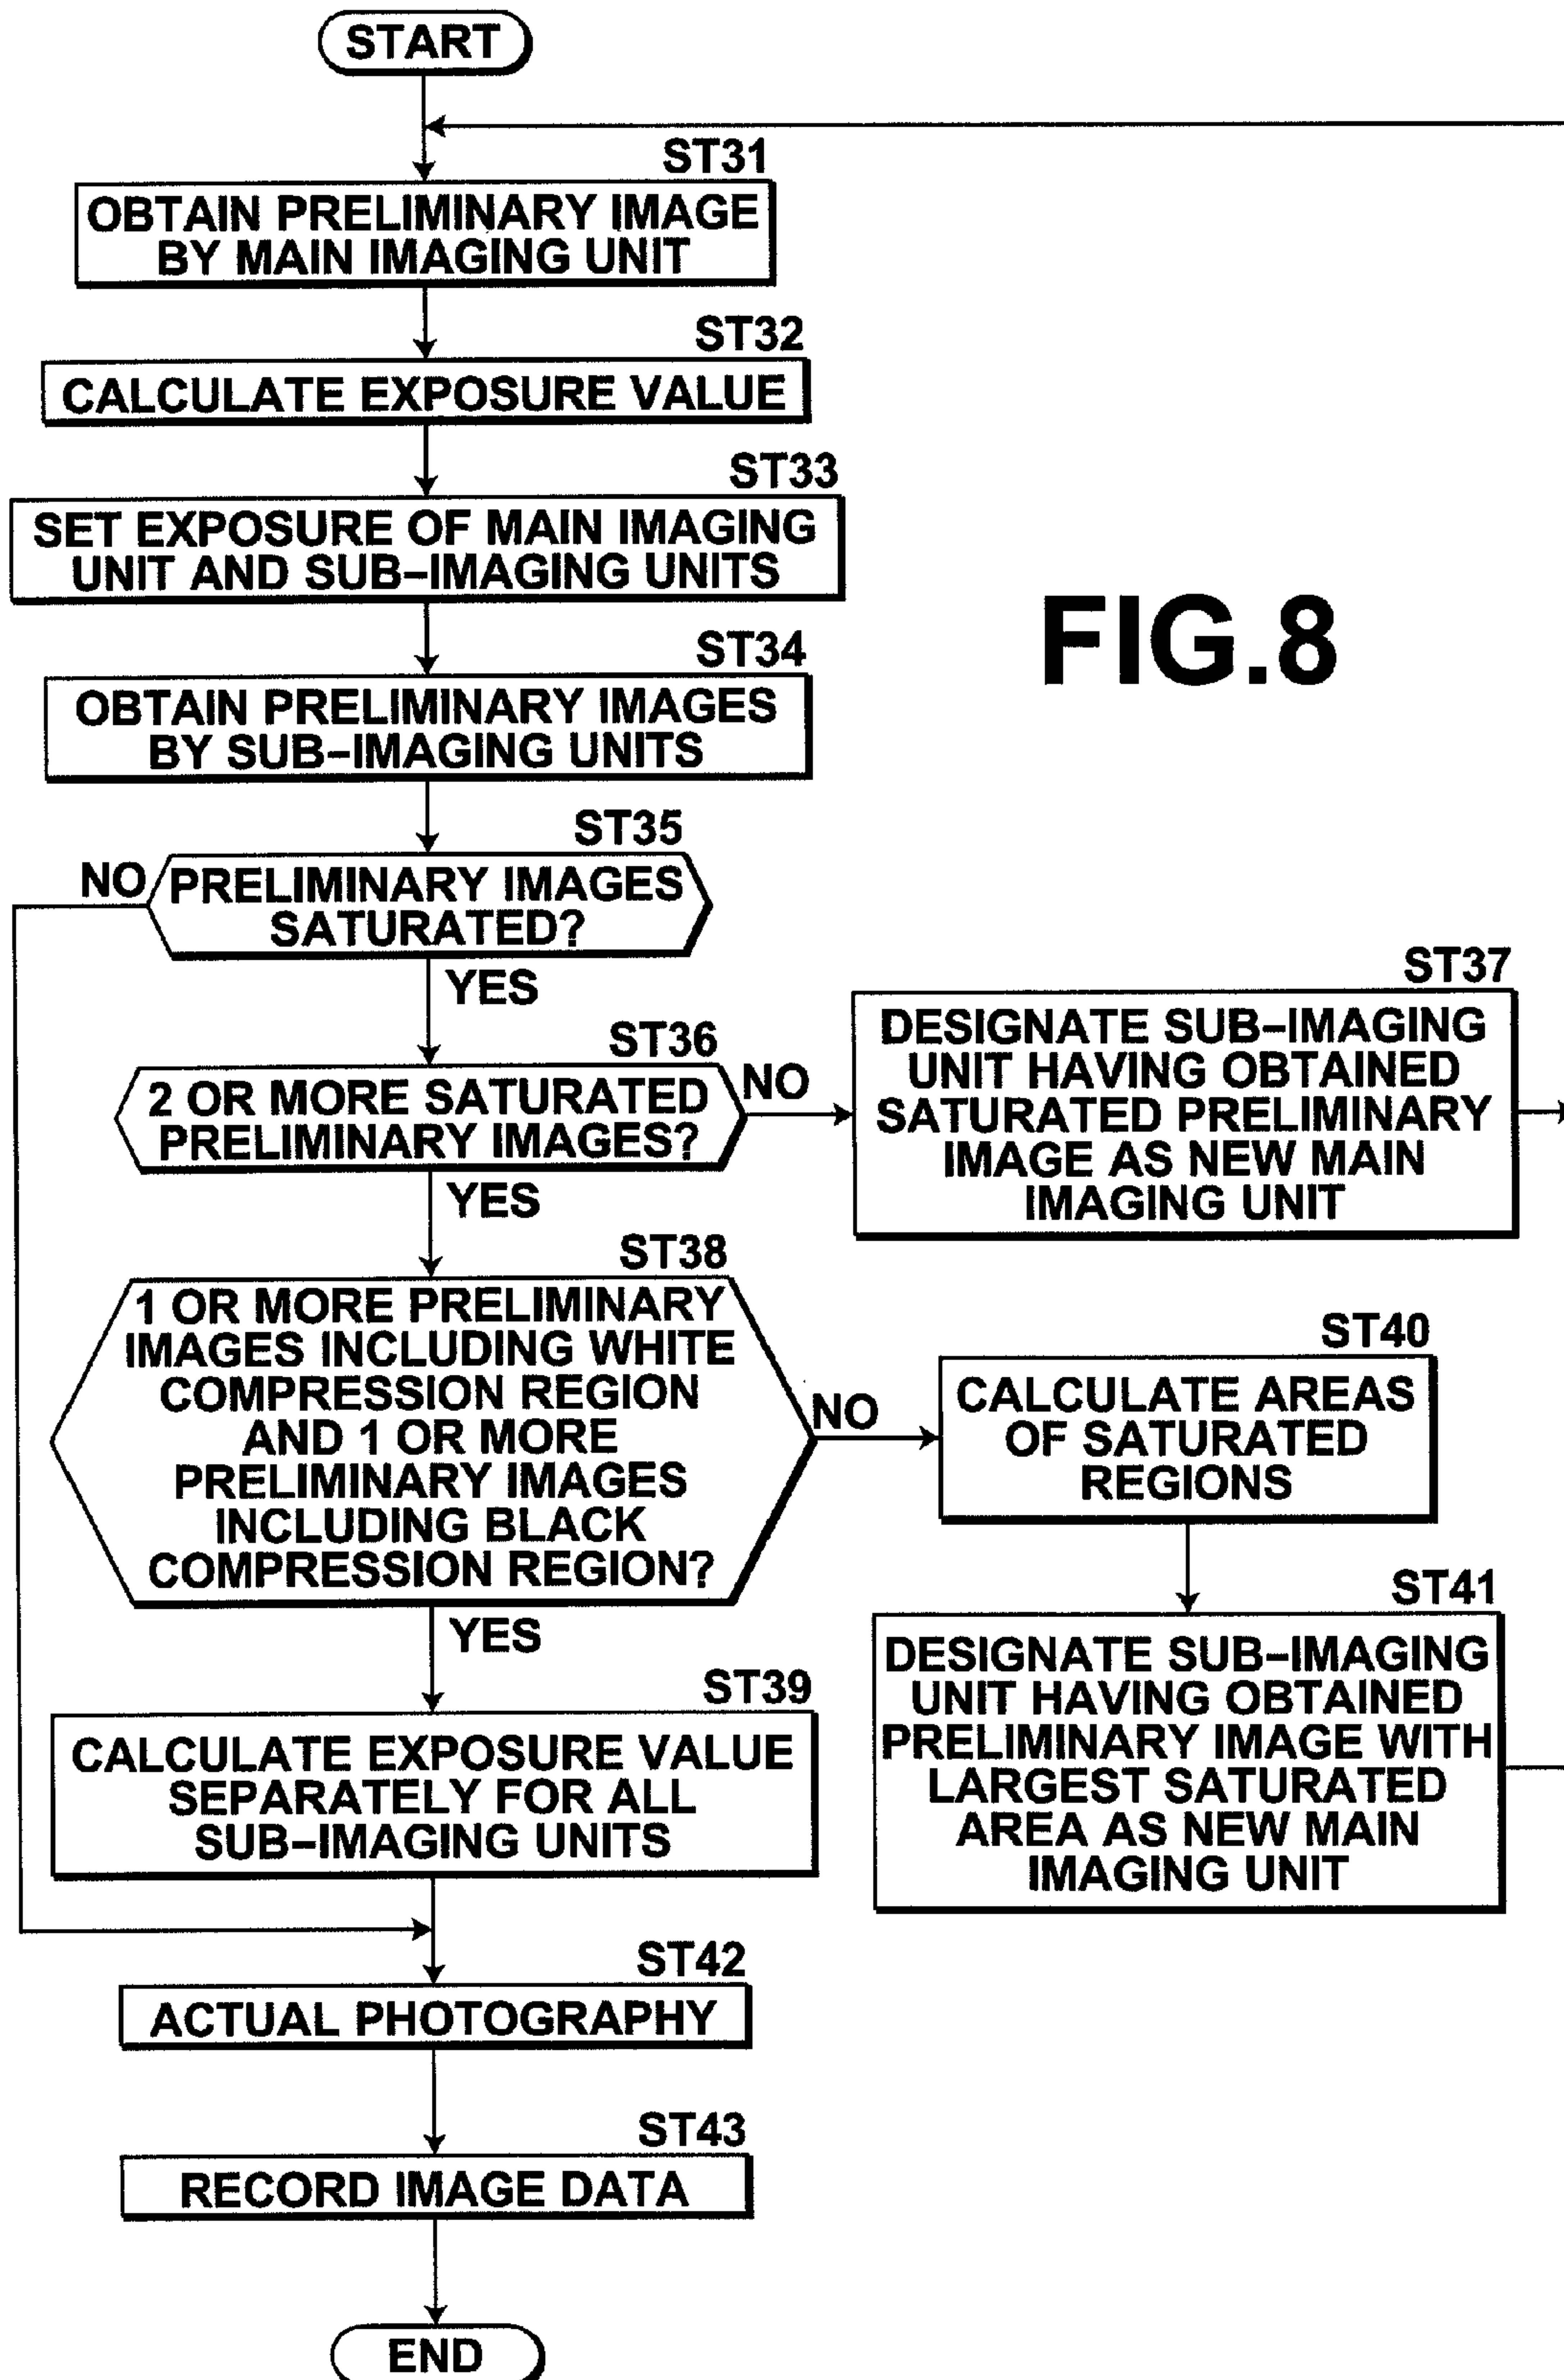 START
ST31
OBTAIN PRELIMINARY IMAGE
BY MAIN IMAGING UNIT
ST32
CALCULATE EXPOSURE VALUE
ST33
SET EXPOSURE OF MAIN IMAGING
UNIT AND SUB-IMAGING UNITS
FIG.8
ST34
OBTAIN PRELIMINARY IMAGES
BY SUB-IMAGING UNITS
ST35
NO
PRELIMINARY IMAGES
SATURATED?
YES
ST36
2 OR MORE SATURATED
PRELIMINARY IMAGES?
NO
YES
ST37
DESIGNATE SUB-IMAGING
UNIT HAVING OBTAINED
SATURATED PRELIMINARY
IMAGE AS NEW MAIN
IMAGING UNIT
ST38
1 OR MORE PRELIMINARY
IMAGES INCLUDING WHITE
COMPRESSION REGION
AND 1 OR MORE
PRELIMINARY IMAGES
INCLUDING BLACK
COMPRESSION REGION?
NO
YES
ST40
CALCULATE AREAS
OF SATURATED
REGIONS
ST41
DESIGNATE SUB-IMAGING
UNIT HAVING OBTAINED
PRELIMINARY IMAGE WITH
LARGEST SATURATED
AREA AS NEW MAIN
IMAGING UNIT
ST39
CALCULATE EXPOSURE VALUE
SEPARATELY FOR ALL
SUB-IMAGING UNITS
ST42
ACTUAL PHOTOGRAPHY
ST43
RECORD IMAGE DATA
END